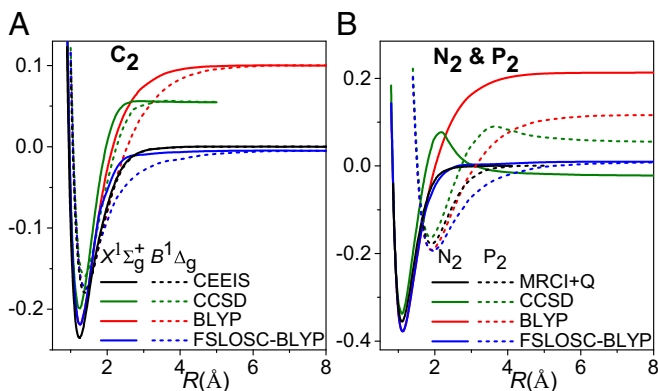 A
C2
0.1
0.0
-0.1
-0.2
X¹Σg⁺ B¹Δg
CEEIS
CCSD
BLYP
FSLOSC-BLYP
2 4 6 8
R(Å)
B
N2 & P2
0.2
0.0
-0.2
-0.4
N2 P2
MRCI+Q
CCSD
BLYP
FSLOSC-BLYP
0 2 4 6 8
R(Å)